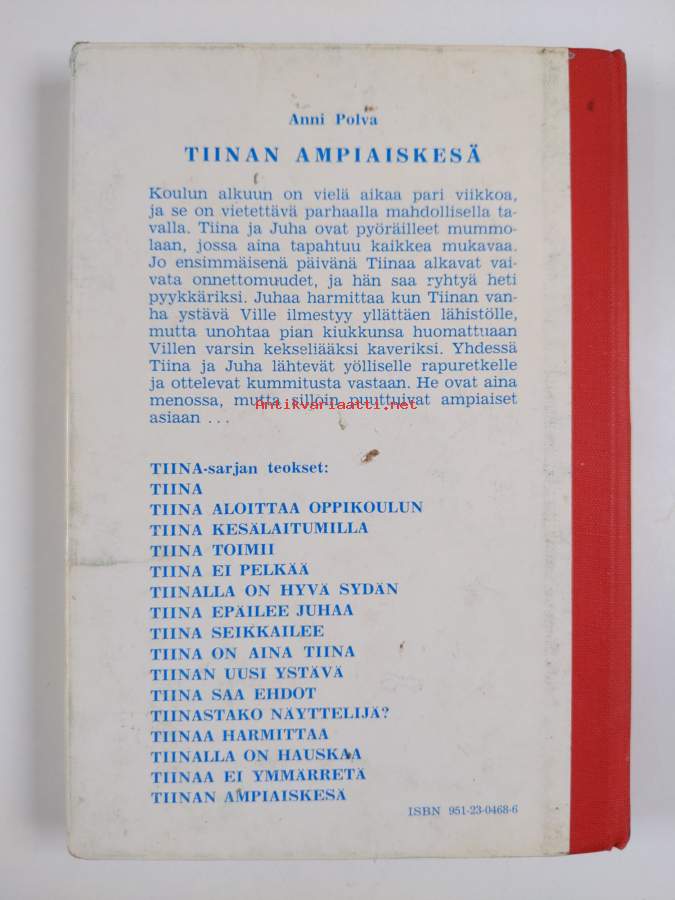 Anni Polva
TIINAN AMPIAISKESÄ
Koulun alkuun on vielä aikaa pari viikkoa,
ja se on vietettävä parhaalla mahdollisella ta-
valla. Tiina ja Juha ovat pyöräilleet mummo-
laan, jossa aina tapahtuu kaikkea mukavaa.
Jo ensimmäisenä päivänä Tiinaa alkavat vai-
vata onnettomuudet, ja hän saa ryhtyä heti
pyykkäriksi. Juhaa harmittaa kun Tiinan van-
ha ystävä Ville ilmestyy yllättäen lähistölle,
mutta unohtaa pian kiukkunsa huomattuaan
Villen varsin kekseliääksi kaveriksi. Yhdessä
Tiina ja Juha lähtevät yölliselle rapuretkelle
ja ottelevat kummitusta vastaan. He ovat aina
menossa, mutta silloin puuttuivat ampiaiset
Antikvariaatti.net
asiaan ...
TIINA-sarjan teokset:
TIINA
TIINA ALOITTAA OPPIKOULUN
TIINA KESÄLAITUMILLA
TIINA TOIMII
TIINA EI PELKÄÄ
TIINALLA ON HYVÄ SYDÄN
TIINA EPÄILEE JUHAA
TIINA SEIKKAILEE
TIINA ON AINA TIINA
TIINAN UUSI YSTÄVÄ
TIINA SAA EHDOT
TIINASTAKO NÄYTTELIJÄ?
TIINAA HARMITTAA
TIINALLA ON HAUSKAA
TIINAA EI YMMÄRRETÄ
TIINAN AMPIAISKESÄ
ISBN 951-23-0468-6